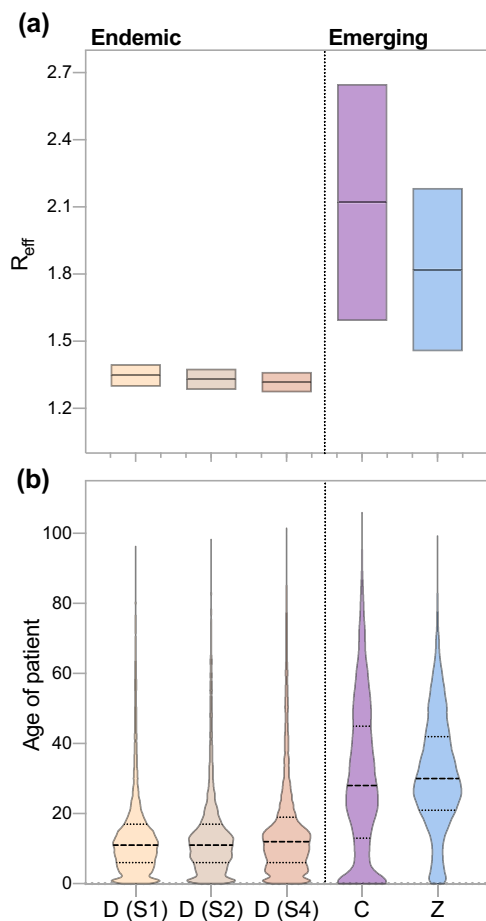 (a)
Endemic
Emerging
2.7
2.4
2.1
1.8
1.5
1.2
Reff
(b)
100
80
60
40
20
0
Age of patient
D (S1)
D (S2)
D (S4)
C
Z